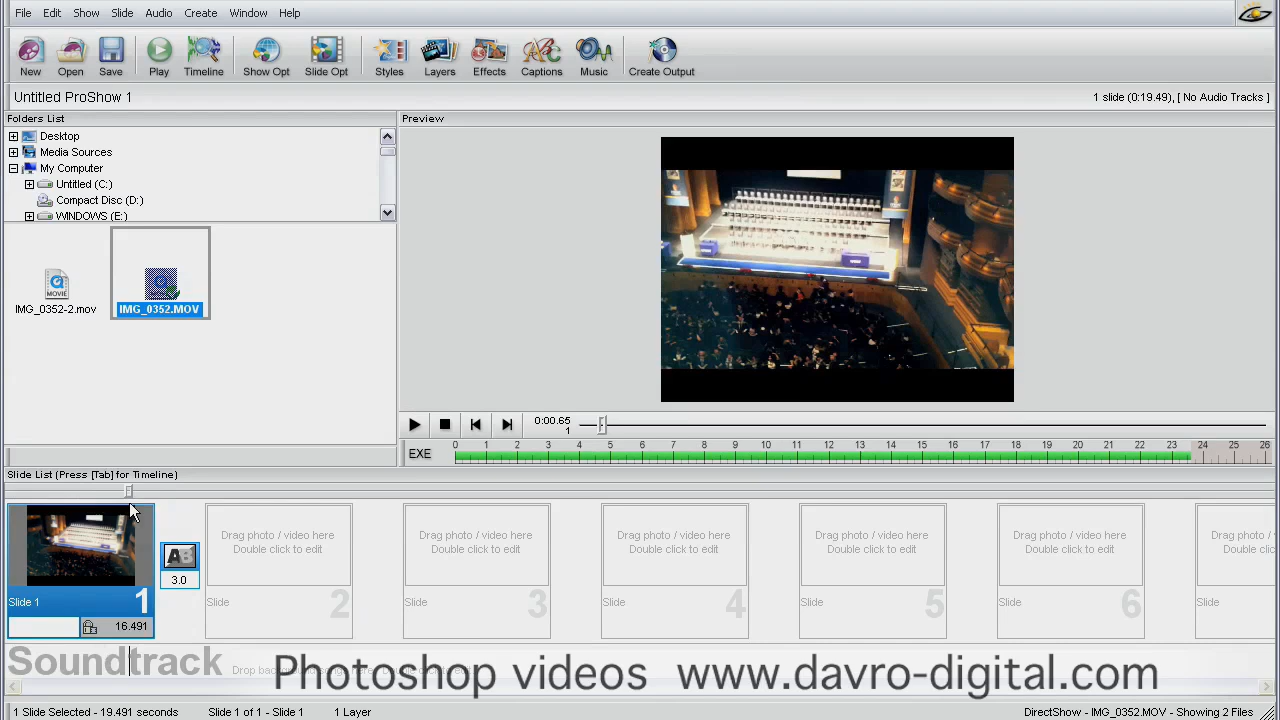 File Edit Show Slide Audio Create Window Help
New Open Save Play Timeline Show Opt Slide Opt Styles Layers Effects Captions Music Create Output
Untitled ProShow 1
1 slide (0:19.49), [ No Audio Tracks ]
Folders List
Desktop
Media Sources
My Computer
Untitled (C:)
Compact Disc (D:)
WINDOWS (E:)
IMG_0352-2.mov
MOVIE
IMG_0352.MOV
Preview
0:00.65
1
0 1 2 3 4 5 6 7 8 9 10 11 12 13 14 15 16 17 18 19 20 21 22 23 24 25 26
EXE
Slide List (Press [Tab] for Timeline)
Slide 1 1
16.491
AB
3.0
Drag photo / video here
Double click to edit
Slide 2
Drag photo / video here
Double click to edit
Slide 3
Drag photo / video here
Double click to edit
Slide 4
Drag photo / video here
Double click to edit
Slide 5
Drag photo / video here
Double click to edit
Slide 6
Slide
Soundtrack
Photoshop videos www.davro-digital.com
1 Slide Selected - 19.491 seconds
Slide 1 of 1 - Slide 1
1 Layer
DirectShow - IMG_0352.MOV - Showing 2 Files